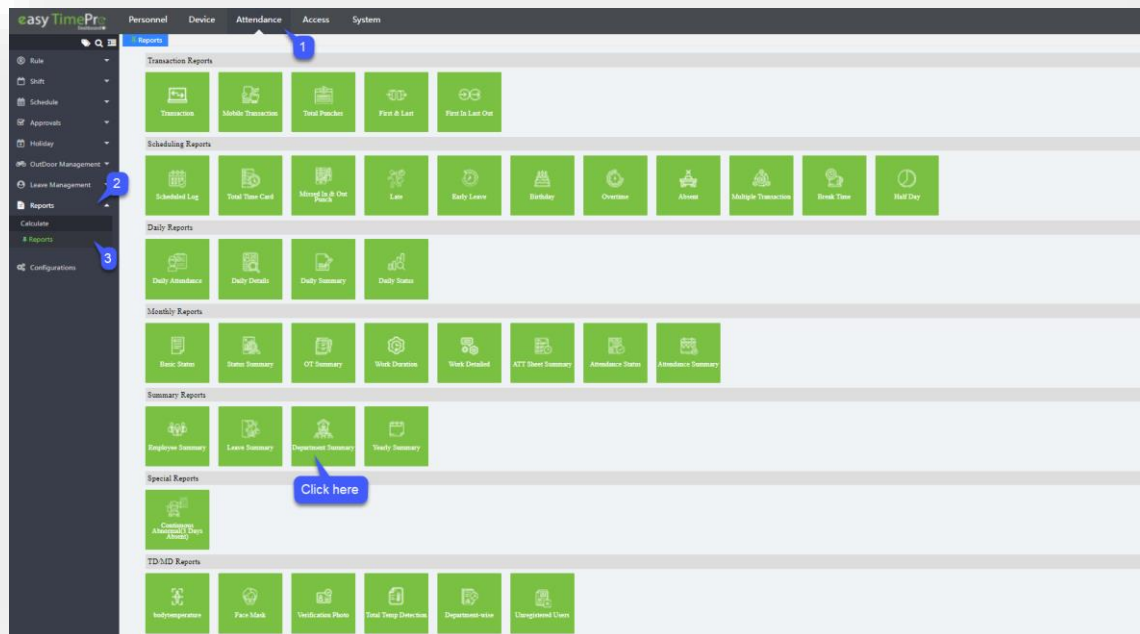 easy TimePro
Dashboard
Personnel Device Attendance Access System
1
Reports
Rule
Shift
Schedule
Approvals
Holiday
OutDoor Management
Leave Management
2
Reports
Calculate
Reports
3
Configurations
Transaction Reports
Transaction
Mobile Transaction
Total Punches
First & Last
First In Last Out
Scheduling Reports
Scheduled Log
Total Time Card
Missed In & Out
Punch
Late
Early Leave
Birthday
Overtime
Absent
Multiple Transaction
Break Time
Half Day
Daily Reports
Daily Attendance
Daily Details
Daily Summary
Daily Status
Monthly Reports
Basic Status
Status Summary
OT Summary
Work Duration
Work Detailed
ATT Sheet Summary
Attendance Status
Attendance Summary
Summary Reports
Employee Summary
Leave Summary
Department Summary
Yearly Summary
Click here
Special Reports
Continuous
Abnormal(3 Days
Absent)
TD/MD Reports
bodytemperature
Face Mask
Verification Photo
Total Temp Detection
Department-wise
Unregistered Users